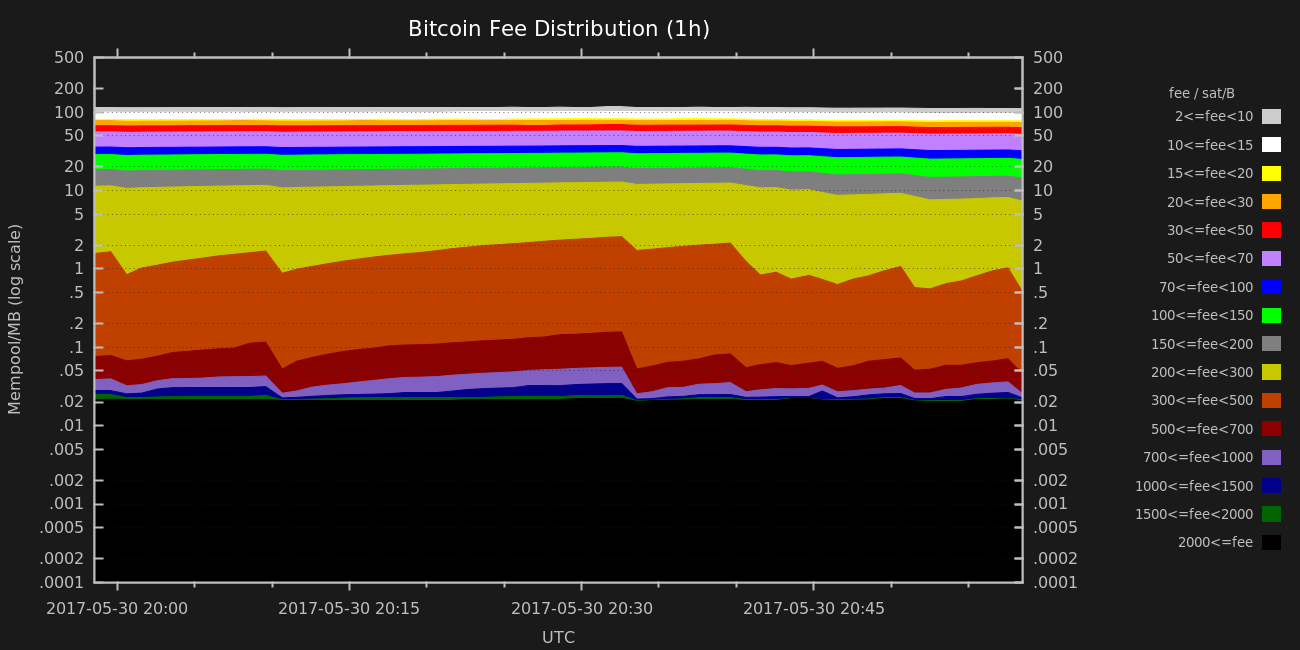 Bitcoin Fee Distribution (1h)
Mempool/MB (log scale)
500
200
100
50
20
10
5
2
1
.5
.2
.1
.05
.02
.01
.005
.002
.001
.0005
.0002
.0001
500
200
100
50
20
10
5
2
1
.5
.2
.1
.05
.02
.01
.005
.002
.001
.0005
.0002
.0001
2017-05-30 20:00 2017-05-30 20:15 2017-05-30 20:30 2017-05-30 20:45
UTC
fee / sat/B
2<=fee<10
10<=fee<15
15<=fee<20
20<=fee<30
30<=fee<50
50<=fee<70
70<=fee<100
100<=fee<150
150<=fee<200
200<=fee<300
300<=fee<500
500<=fee<700
700<=fee<1000
1000<=fee<1500
1500<=fee<2000
2000<=fee